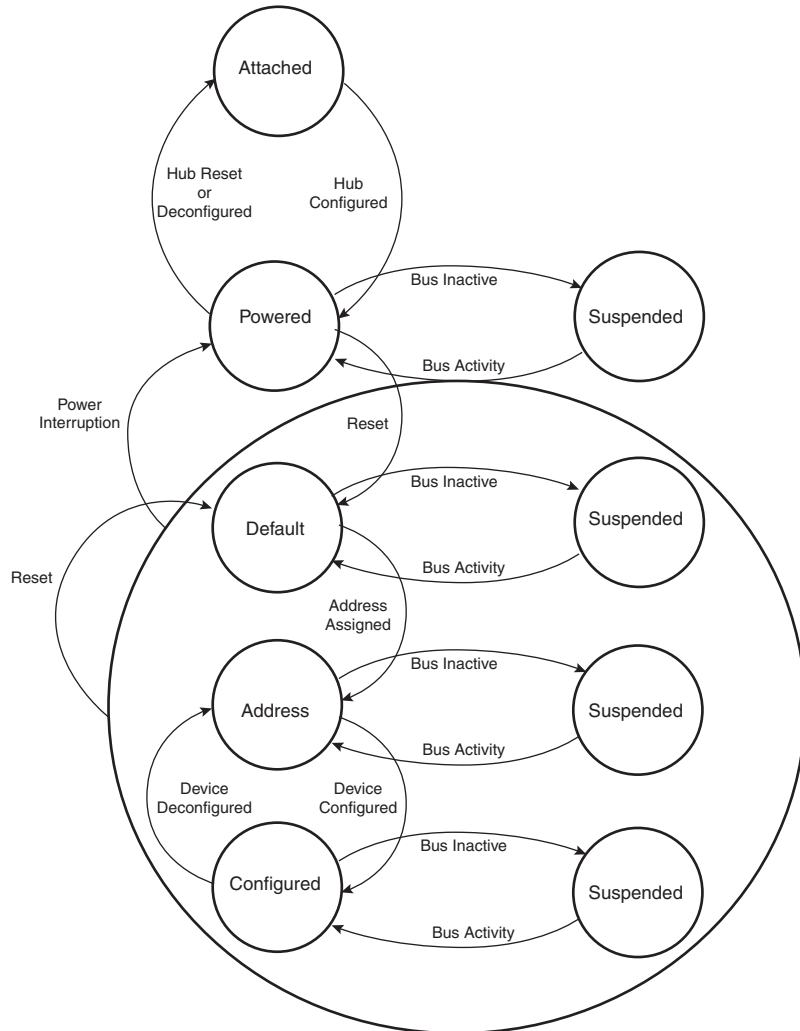 Attached
Hub Reset
or
Deconfigured
Hub
Configured
Powered
Bus Inactive
Suspended
Bus Activity
Power
Interruption
Reset
Default
Bus Inactive
Suspended
Bus Activity
Reset
Address
Assigned
Address
Bus Inactive
Suspended
Bus Activity
Device
Deconfigured
Device
Configured
Configured
Bus Inactive
Suspended
Bus Activity